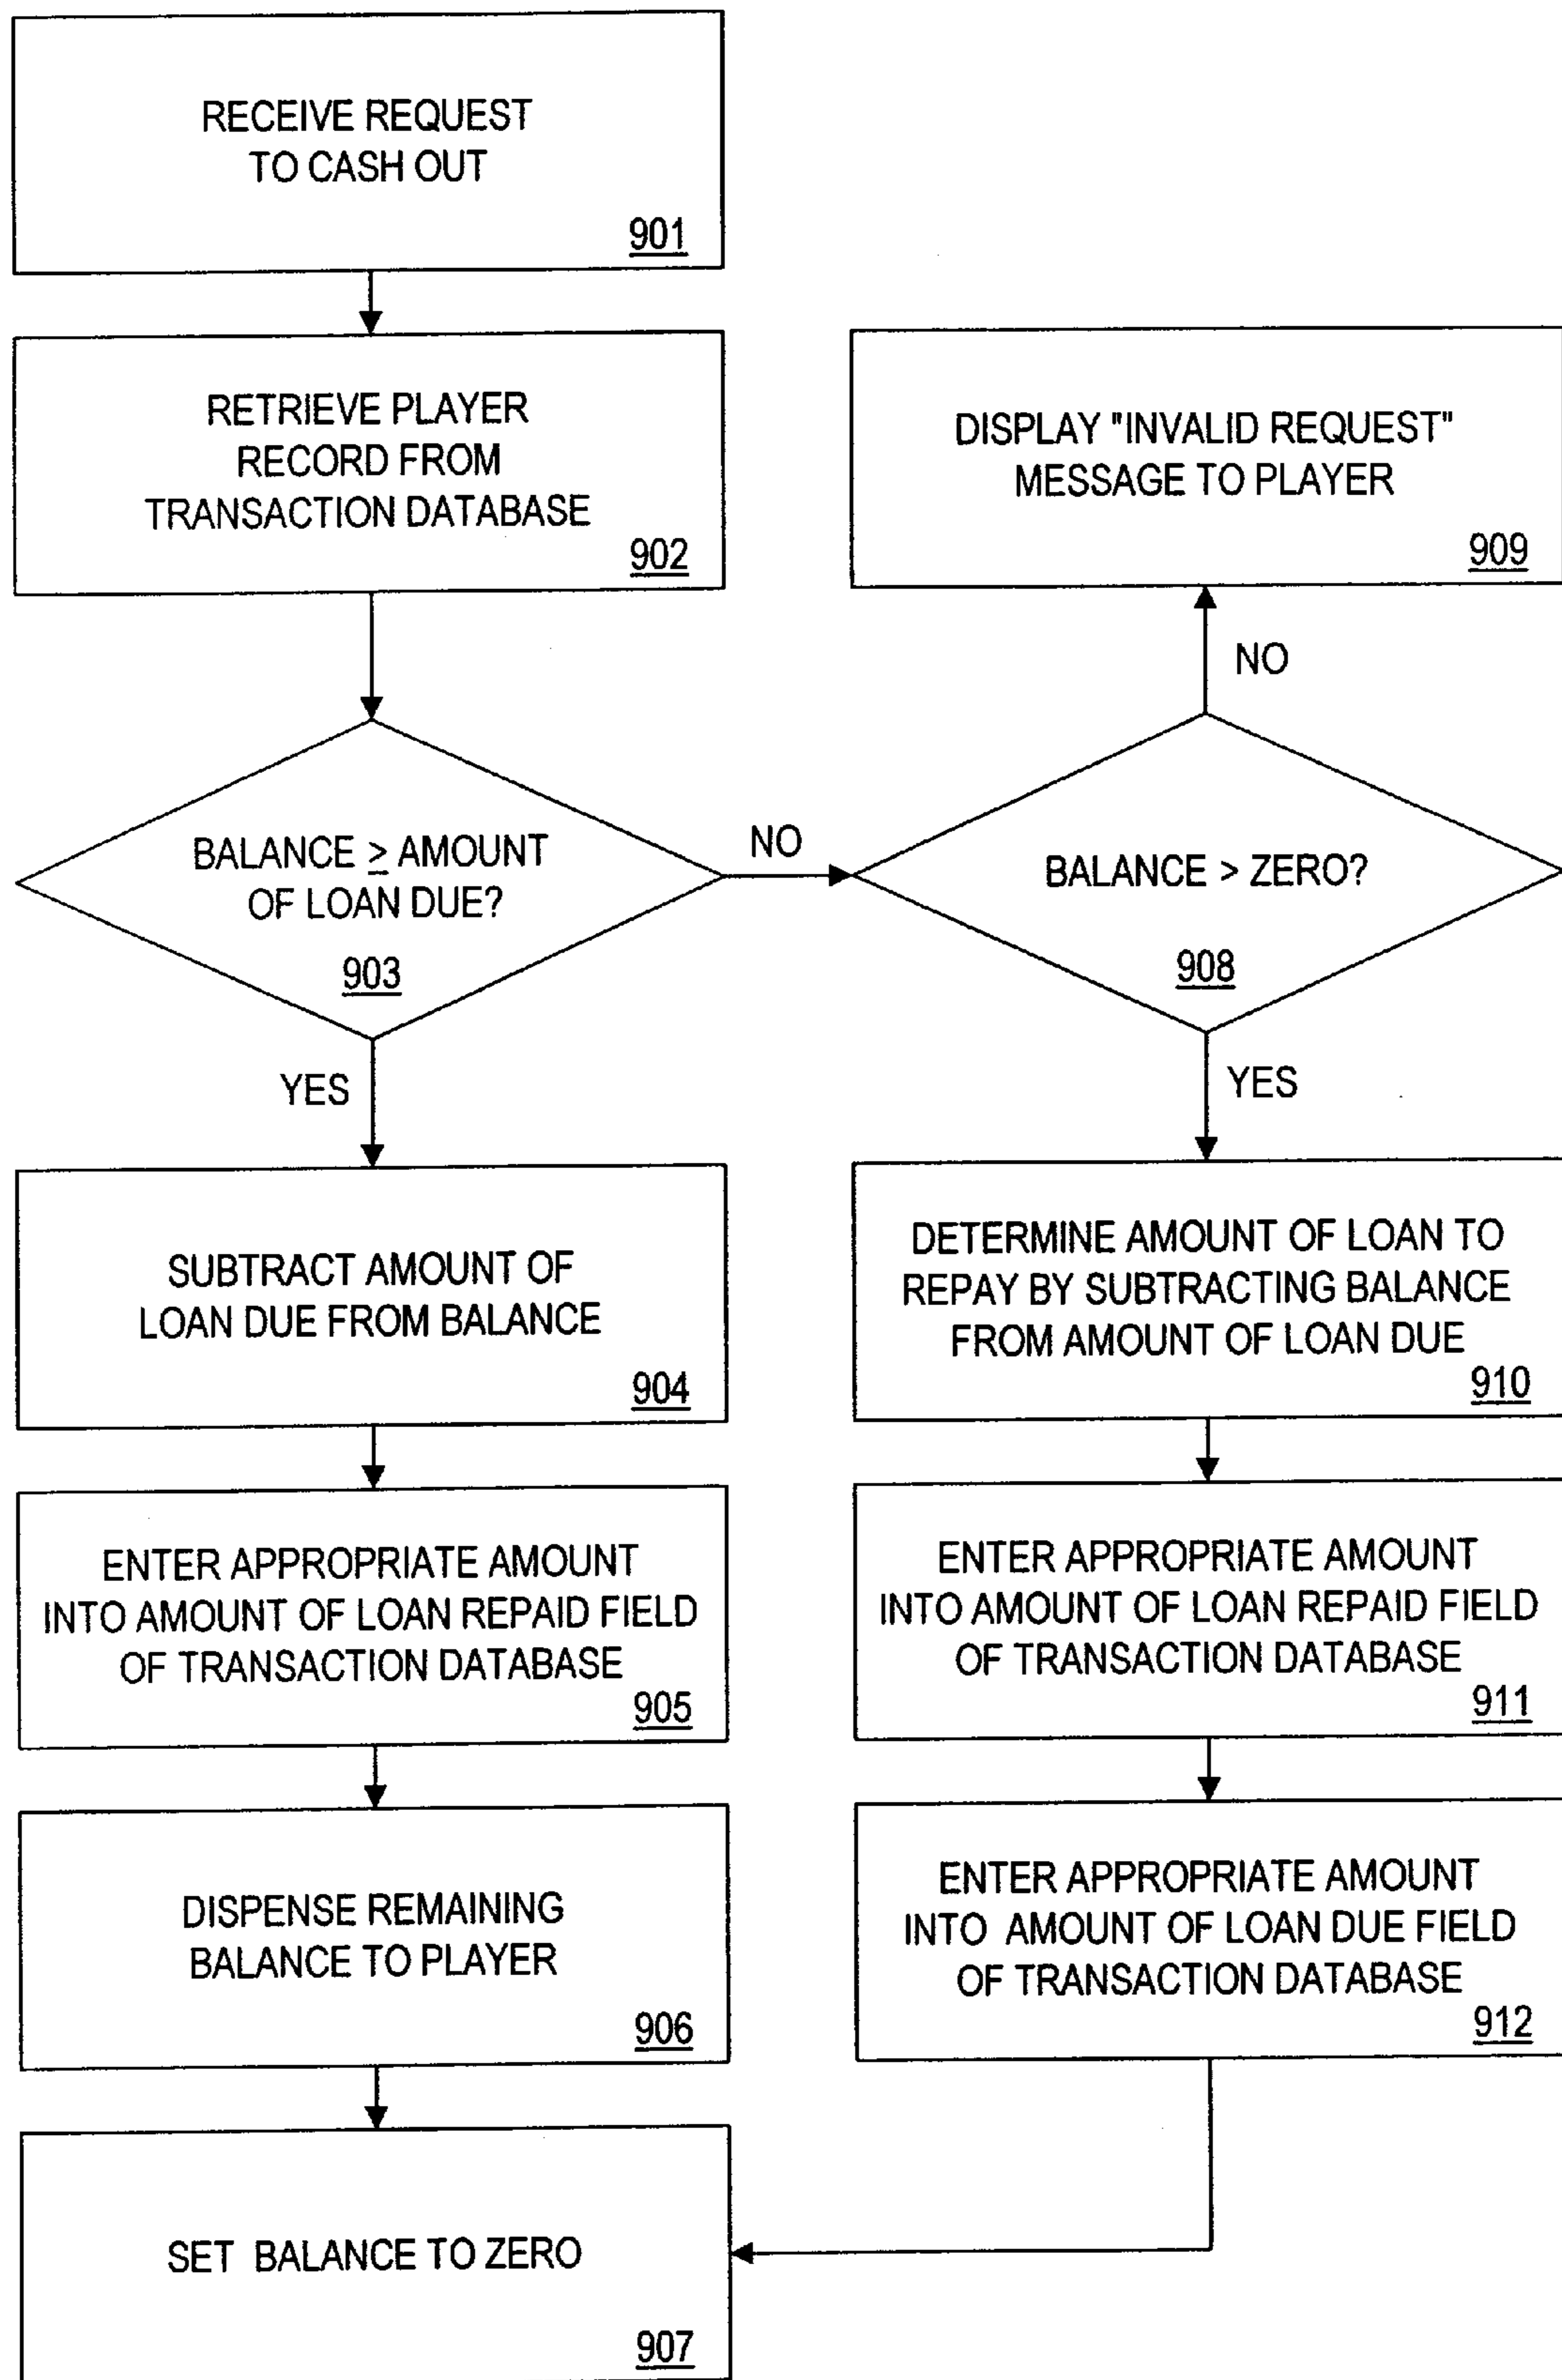 RECEIVE REQUEST
TO CASH OUT
901
RETRIEVE PLAYER
RECORD FROM
TRANSACTION DATABASE
902
DISPLAY "INVALID REQUEST"
MESSAGE TO PLAYER
909
NO
BALANCE ≥ AMOUNT
OF LOAN DUE?
903
NO
BALANCE > ZERO?
908
YES
YES
SUBTRACT AMOUNT OF
LOAN DUE FROM BALANCE
904
DETERMINE AMOUNT OF LOAN TO
REPAY BY SUBTRACTING BALANCE
FROM AMOUNT OF LOAN DUE
910
ENTER APPROPRIATE AMOUNT
INTO AMOUNT OF LOAN REPAID FIELD
OF TRANSACTION DATABASE
905
ENTER APPROPRIATE AMOUNT
INTO AMOUNT OF LOAN REPAID FIELD
OF TRANSACTION DATABASE
911
DISPENSE REMAINING
BALANCE TO PLAYER
906
ENTER APPROPRIATE AMOUNT
INTO AMOUNT OF LOAN DUE FIELD
OF TRANSACTION DATABASE
912
SET BALANCE TO ZERO
907